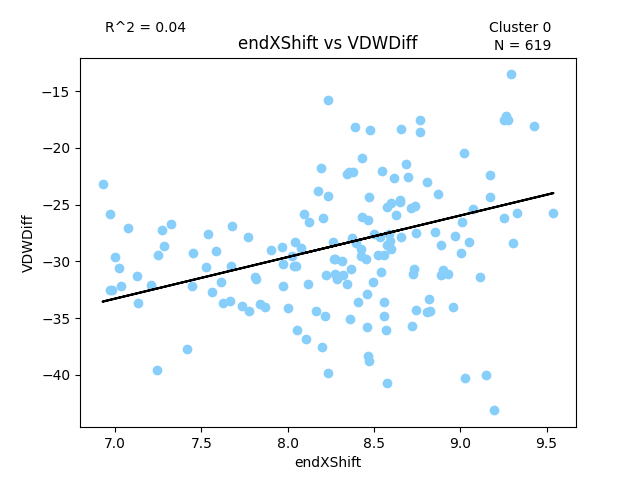 R^2 = 0.04
Cluster 0
N = 619
endXShift vs VDWDiff
−15
−20
−25
−30
−35
−40
VDWDiff
7.0 7.5 8.0 8.5 9.0 9.5
endXShift